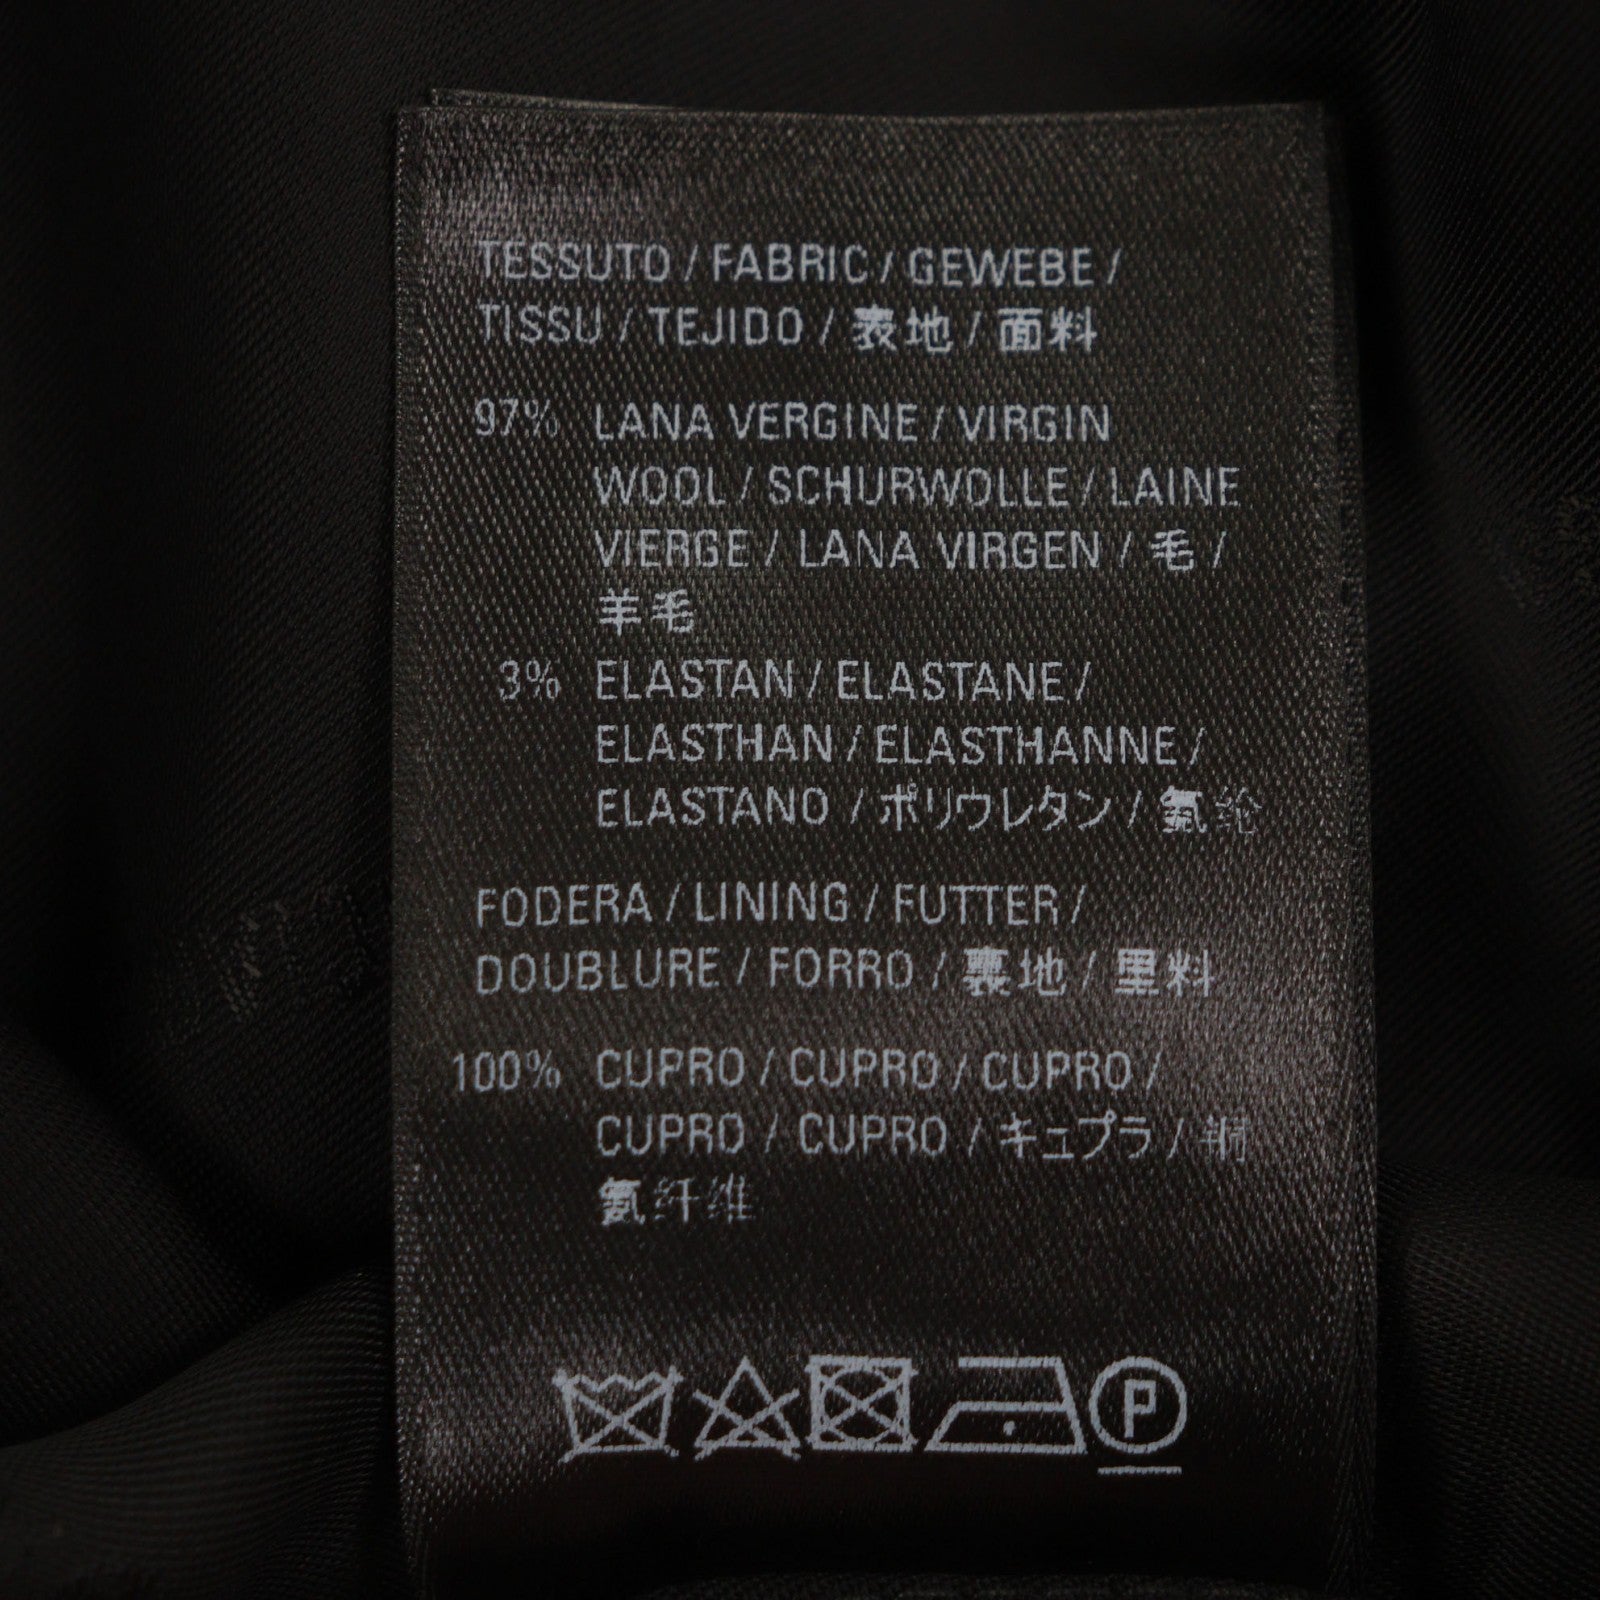 TESSUTO / FABRIC / GEWEBE /
TISSU / TEJIDO / 表地 / 面料
97% LANA VERGINE / VIRGIN
WOOL / SCHURWOLLE / LAINE
VIERGE / LANA VIRGEN / 毛 /
羊毛
3% ELASTAN / ELASTANE /
ELASTHAN / ELASTHANNE /
ELASTANO / ポリウレタン / 氨纶
FODERA / LINING / FUTTER /
DOUBLURE / FORRO / 裏地 / 里料
100% CUPRO / CUPRO / CUPRO /
CUPRO / CUPRO / キュプラ / 铜
氨纤维
P